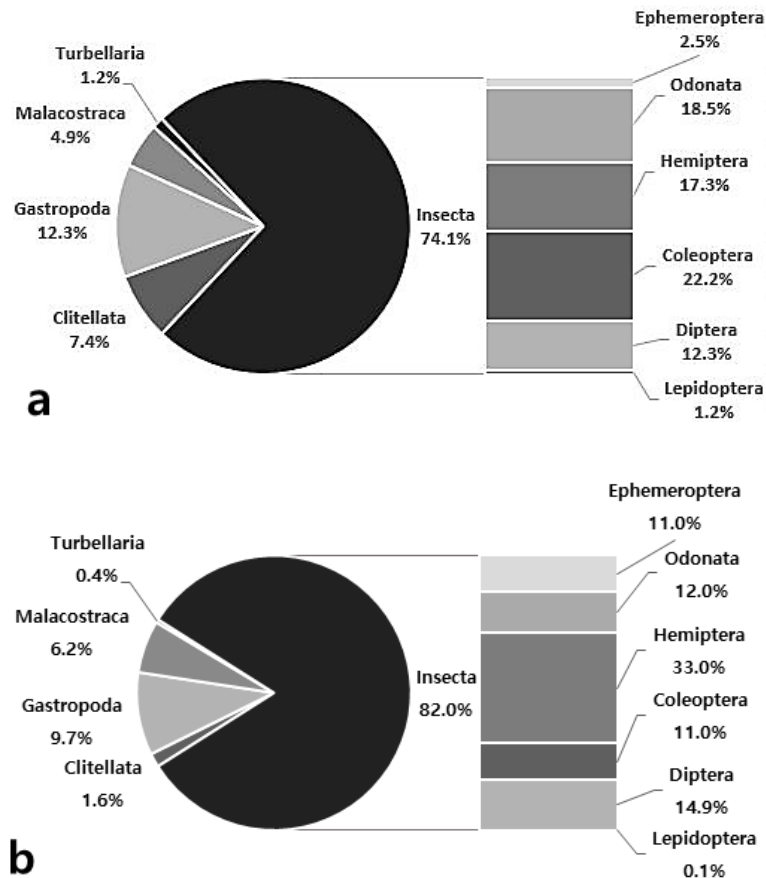 Ephemeroptera
2.5%
Turbellaria
1.2%
Odonata
18.5%
Malacostraca
4.9%
Hemiptera
17.3%
Gastropoda
12.3%
Insecta
74.1%
Coleoptera
22.2%
Clitellata
7.4%
Diptera
12.3%
Lepidoptera
1.2%
a
Ephemeroptera
11.0%
Turbellaria
0.4%
Odonata
12.0%
Malacostraca
6.2%
Hemiptera
33.0%
Insecta
82.0%
Gastropoda
9.7%
Coleoptera
11.0%
Clitellata
1.6%
Diptera
14.9%
Lepidoptera
0.1%
b